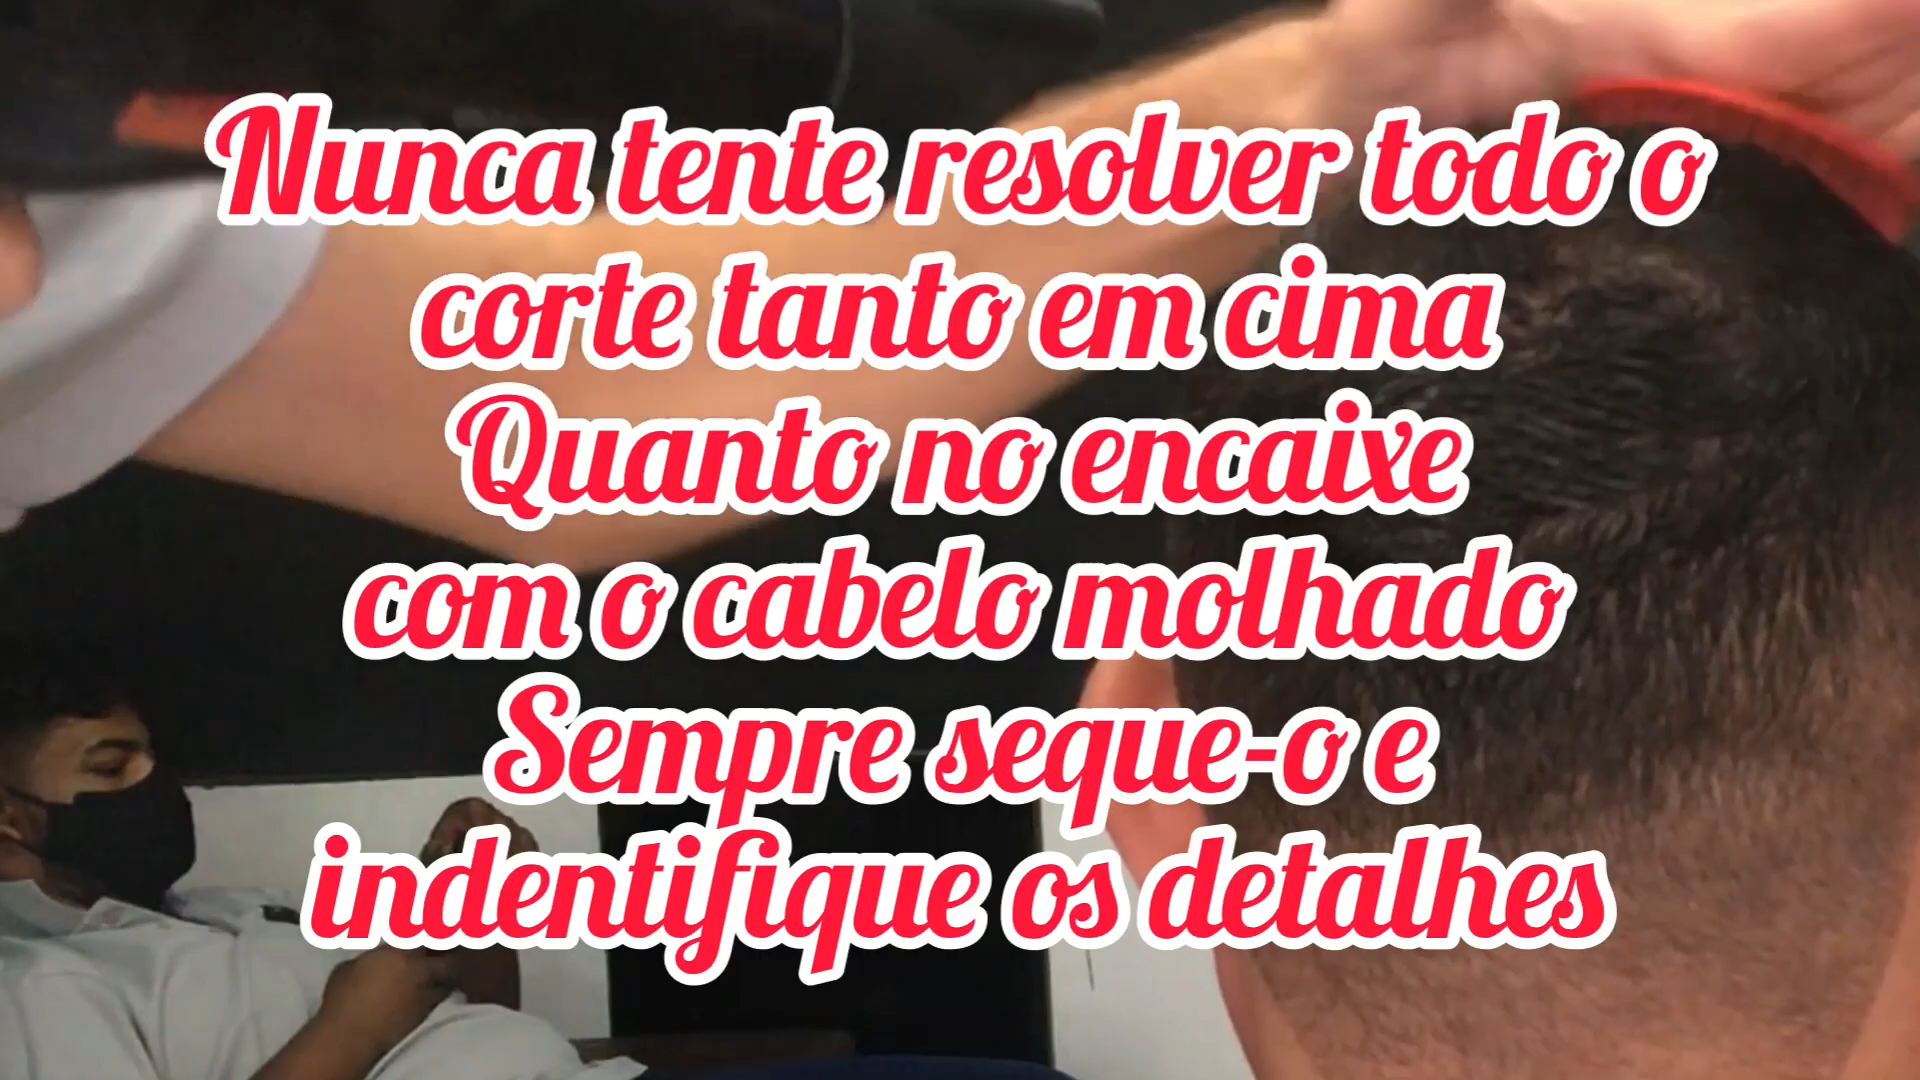 Nunca tente resolver todo o
corte tanto em cima
Quanto no encaixe
com o cabelo molhado
Sempre seque-o e
indentifique os detalhes